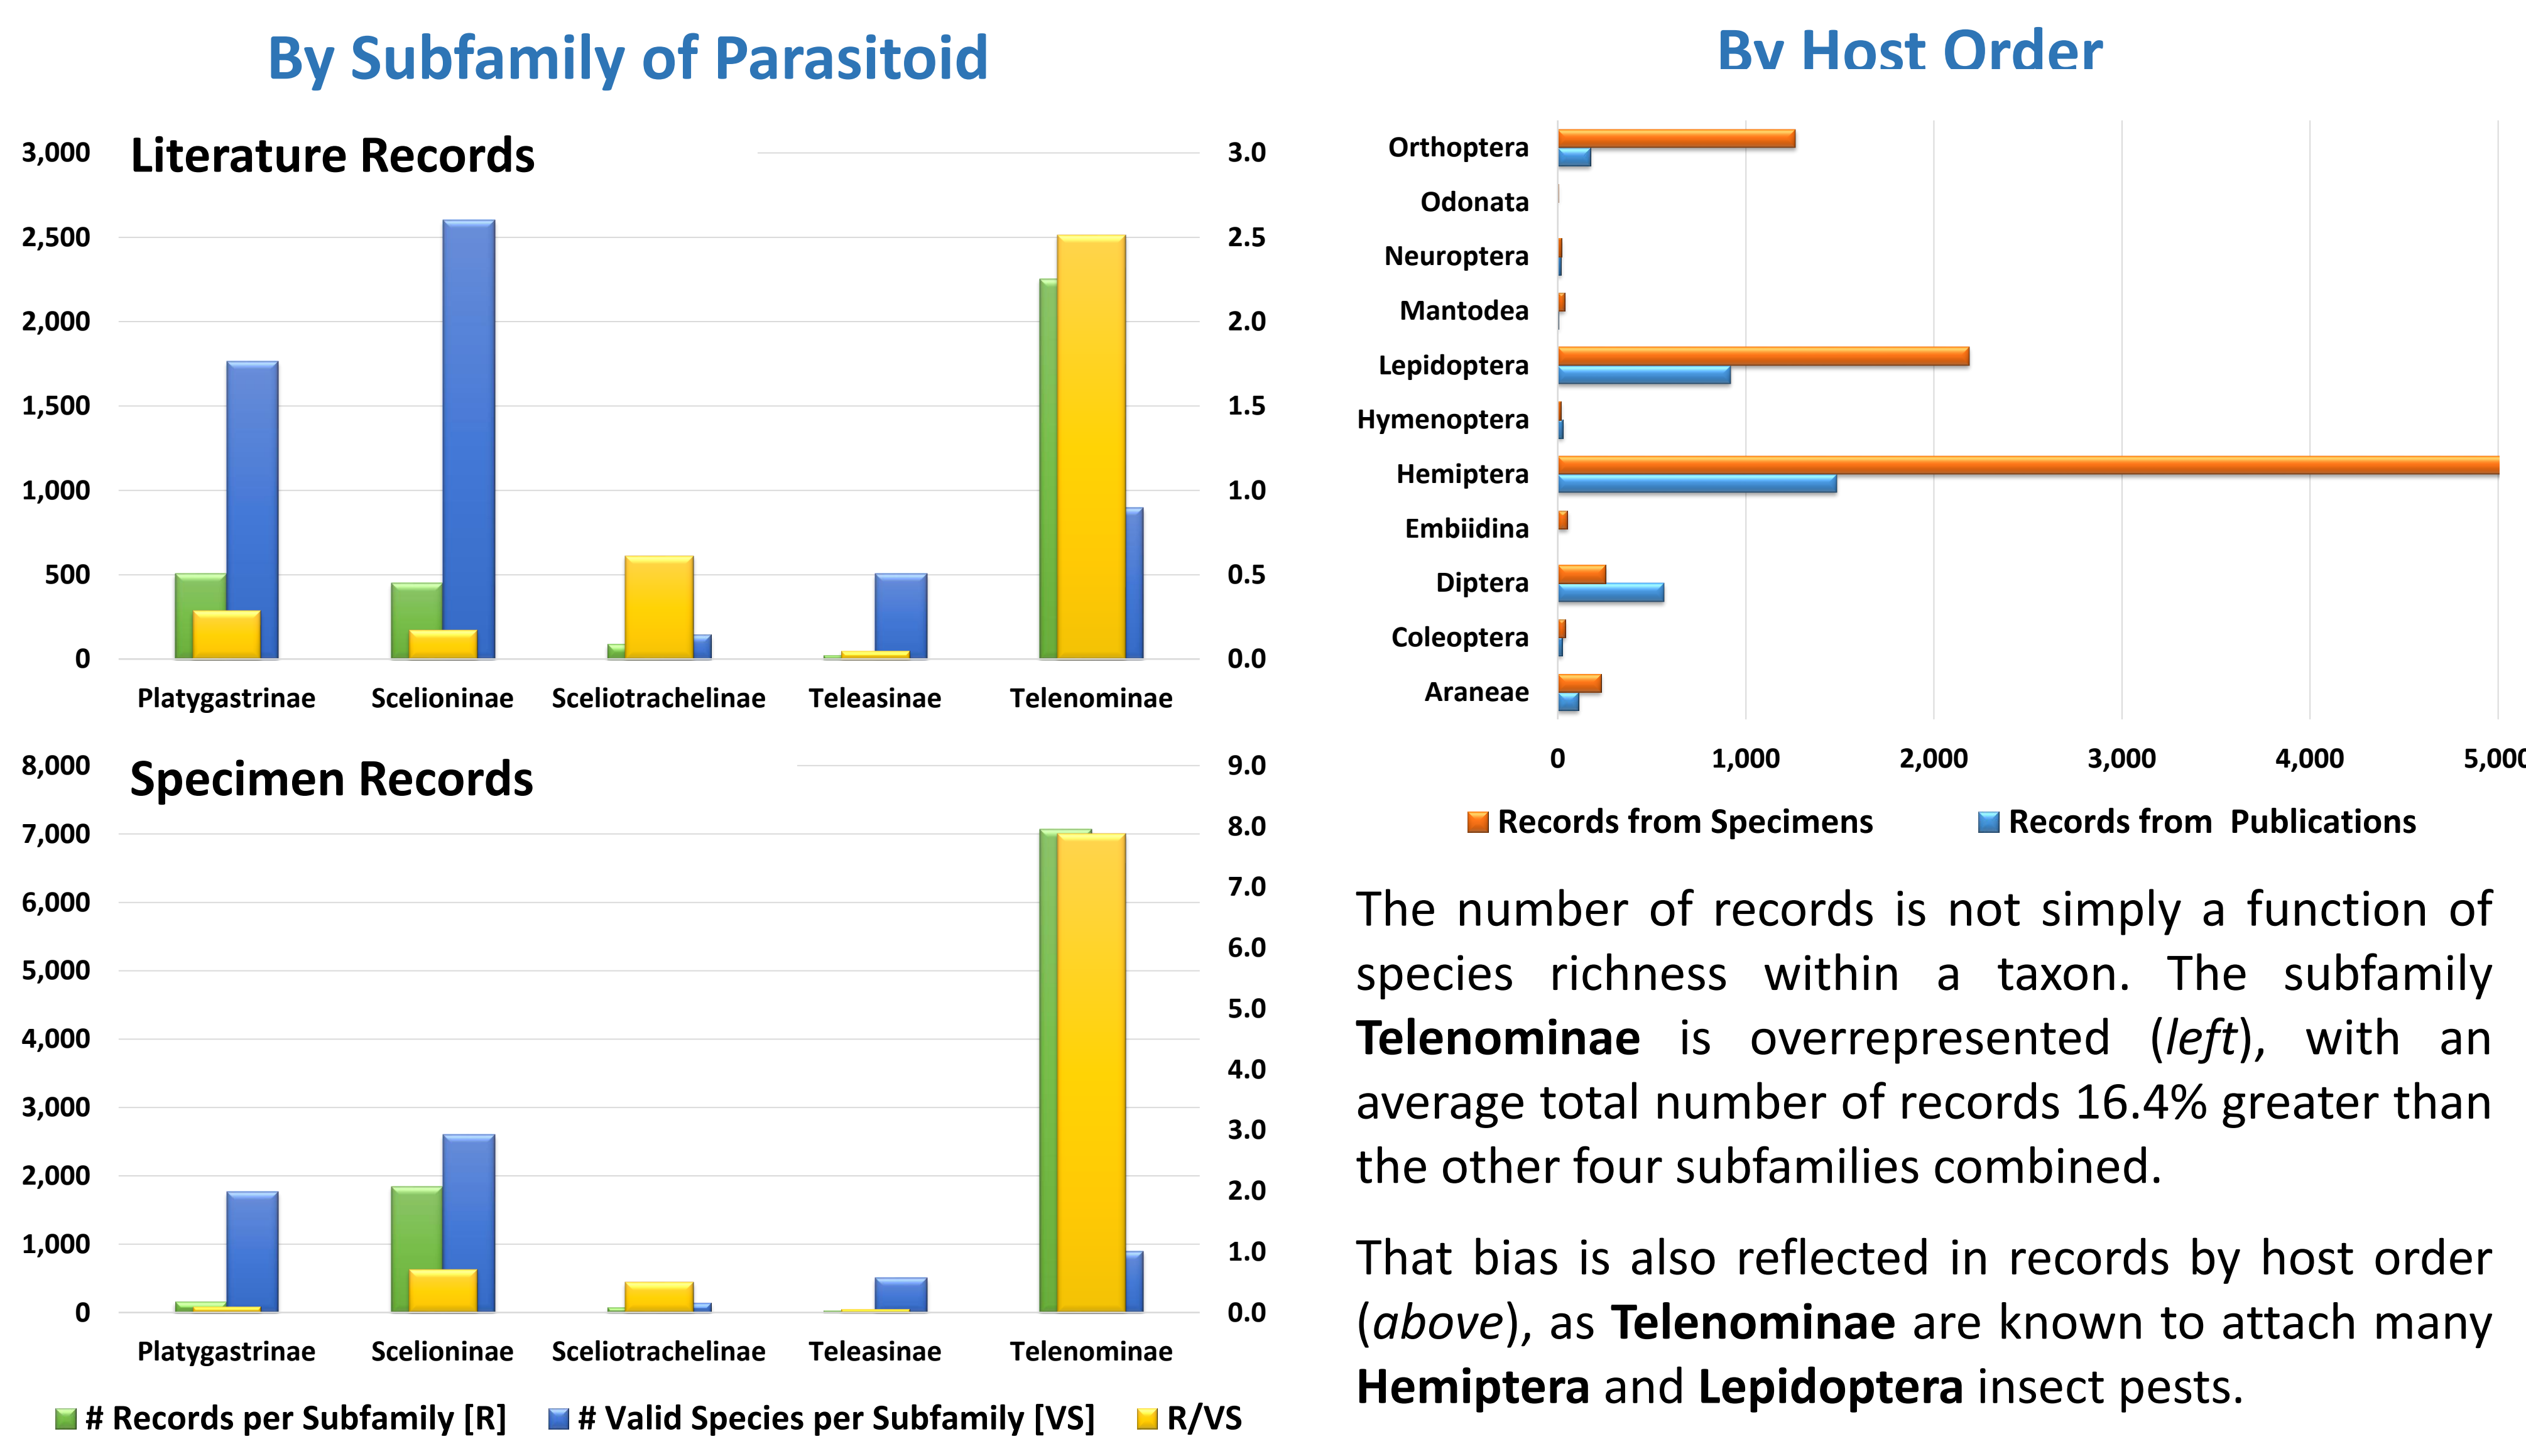 By Subfamily of Parasitoid
Literature Records
3,000
2,500
2,000
1,500
1,000
500
0
3.0
2.5
2.0
1.5
1.0
0.5
0.0
Platygastrinae Scelioninae Sceliotrachelinae Teleasinae Telenominae
Specimen Records
8,000
7,000
6,000
5,000
4,000
3,000
2,000
1,000
0
9.0
8.0
7.0
6.0
5.0
4.0
3.0
2.0
1.0
0.0
Platygastrinae Scelioninae Sceliotrachelinae Teleasinae Telenominae
# Records per Subfamily [R] # Valid Species per Subfamily [VS] R/VS
By Host Order
Orthoptera
Odonata
Neuroptera
Mantodea
Lepidoptera
Hymenoptera
Hemiptera
Embiidina
Diptera
Coleoptera
Araneae
0 1,000 2,000 3,000 4,000 5,000
Records from Specimens Records from Publications
The number of records is not simply a function of
species richness within a taxon. The subfamily
Telenominae is overrepresented (left), with an
average total number of records 16.4% greater than
the other four subfamilies combined.
That bias is also reflected in records by host order
(above), as Telenominae are known to attach many
Hemiptera and Lepidoptera insect pests.